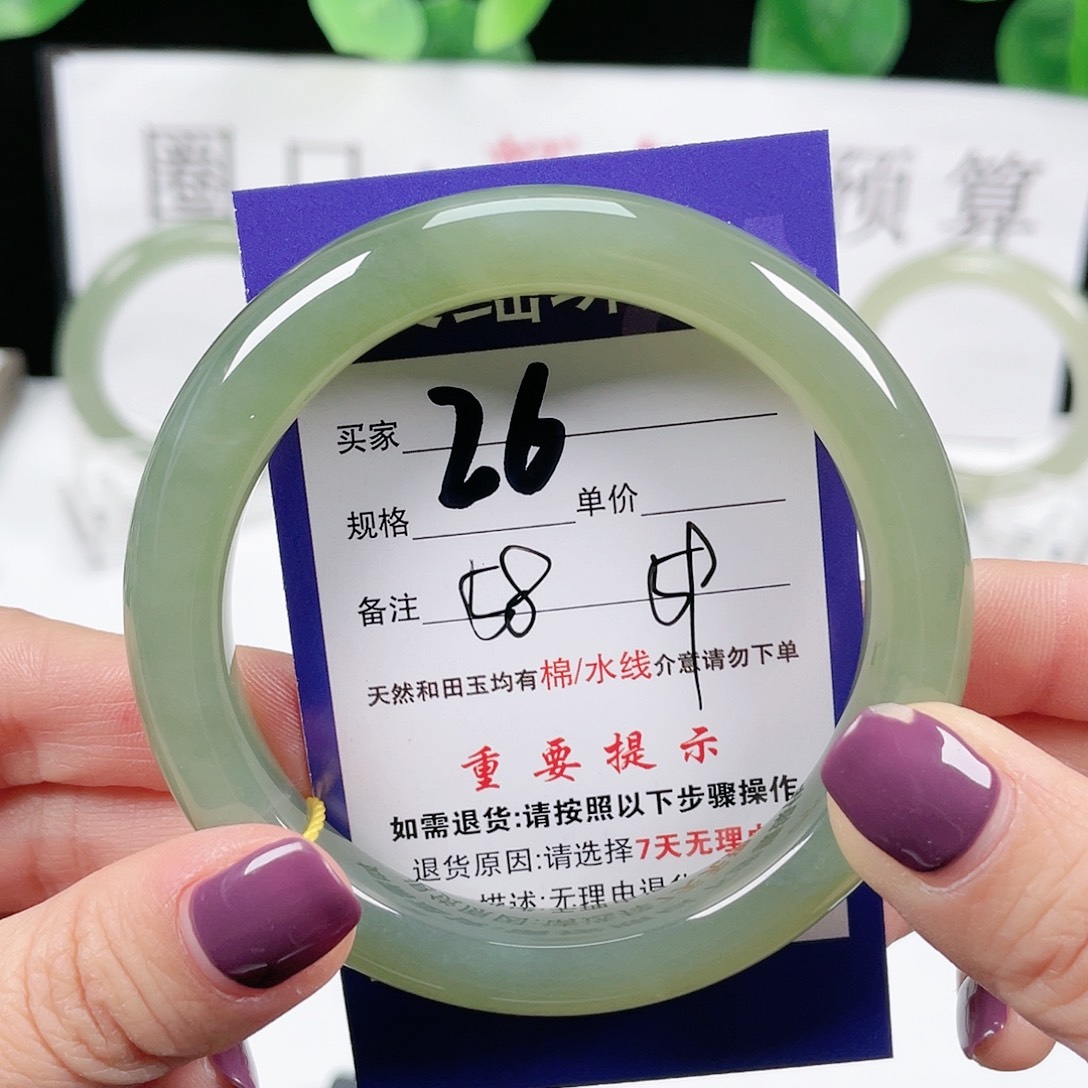 圈口 预算
买家 26
规格 单价
备注 58 中
天然和田玉均有棉/水线介意请勿下单
重要提示
如需退货:请按照以下步骤操作
退货原因:请选择7天无理由
描述:无理由退货